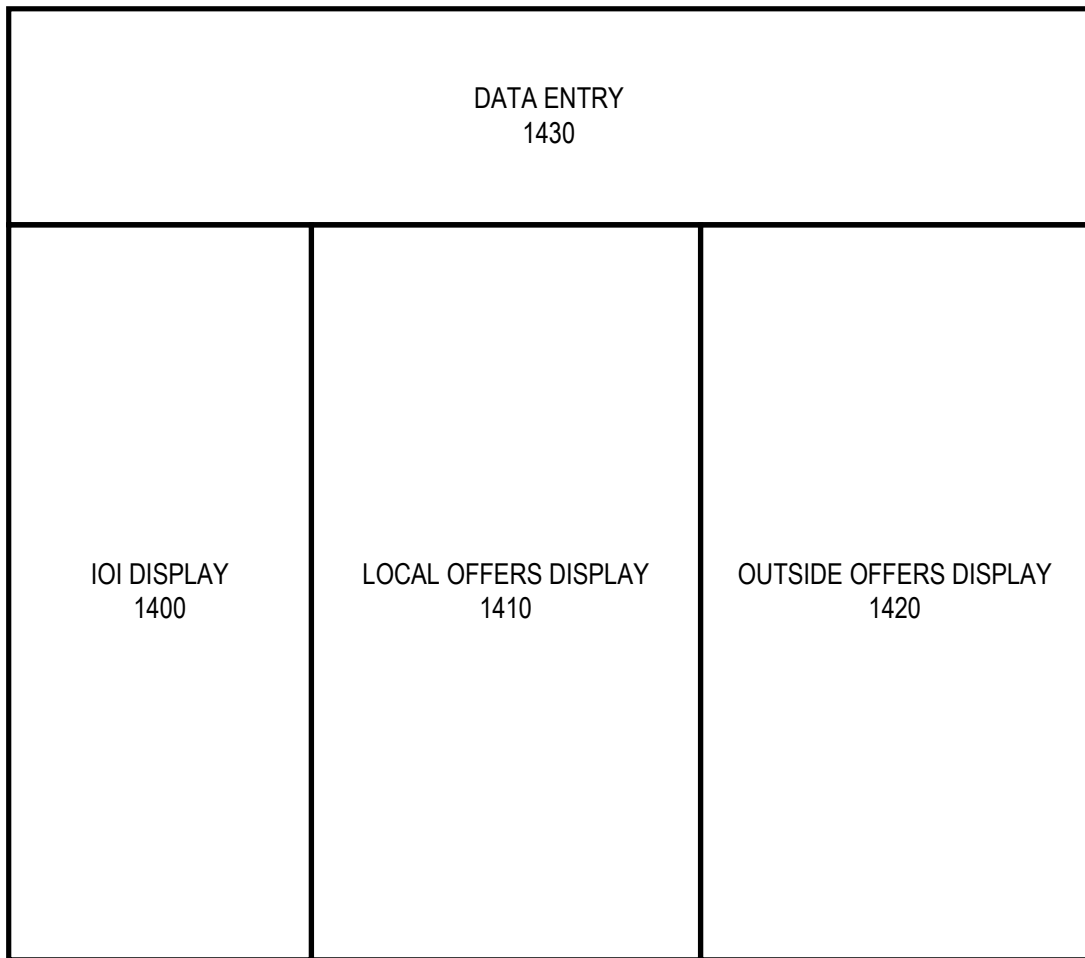 DATA ENTRY
1430
IOI DISPLAY
1400
LOCAL OFFERS DISPLAY
1410
OUTSIDE OFFERS DISPLAY
1420